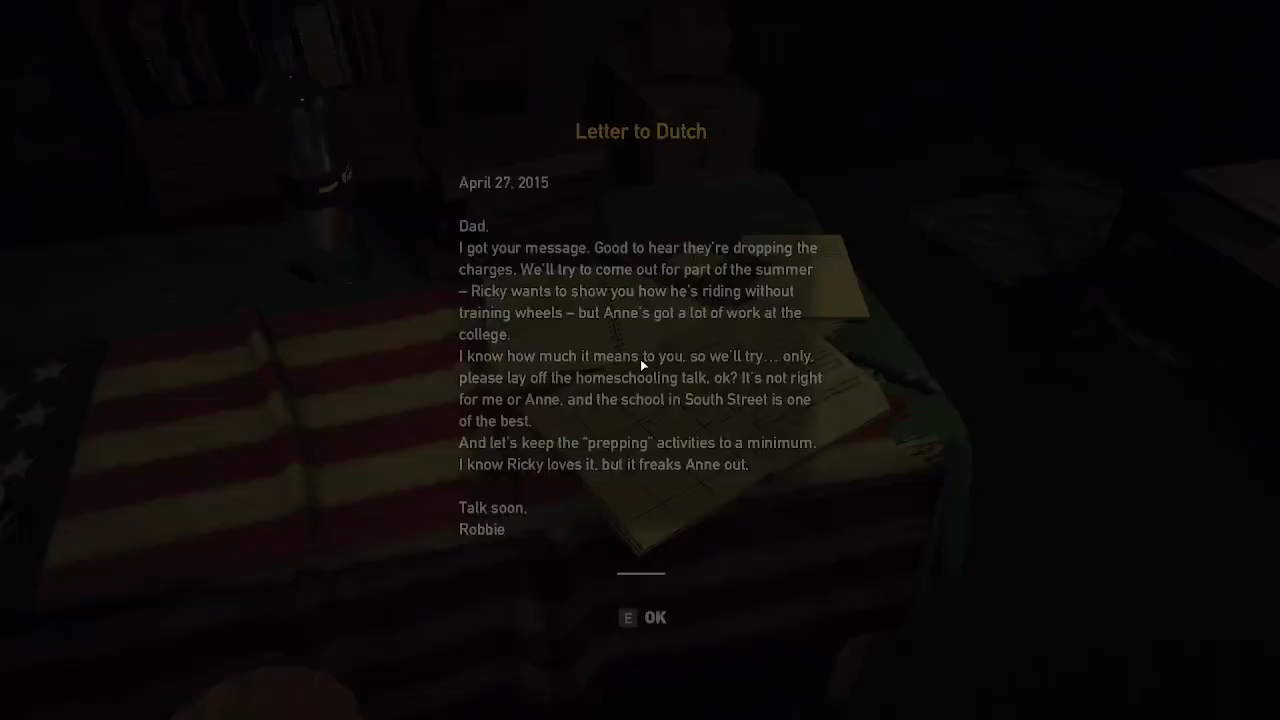 Letter to Dutch
April 27, 2015
Dad,
I got your message. Good to hear they're dropping the
charges. We'll try to come out for part of the summer
– Ricky wants to show you how he's riding without
training wheels – but Anne's got a lot of work at the
college.
I know how much it means to you, so we'll try... only,
please lay off the homeschooling talk, ok? It's not right
for me or Anne, and the school in South Street is one
of the best.
And let's keep the "prepping" activities to a minimum.
I know Ricky loves it, but it freaks Anne out.
Talk soon,
Robbie
E OK